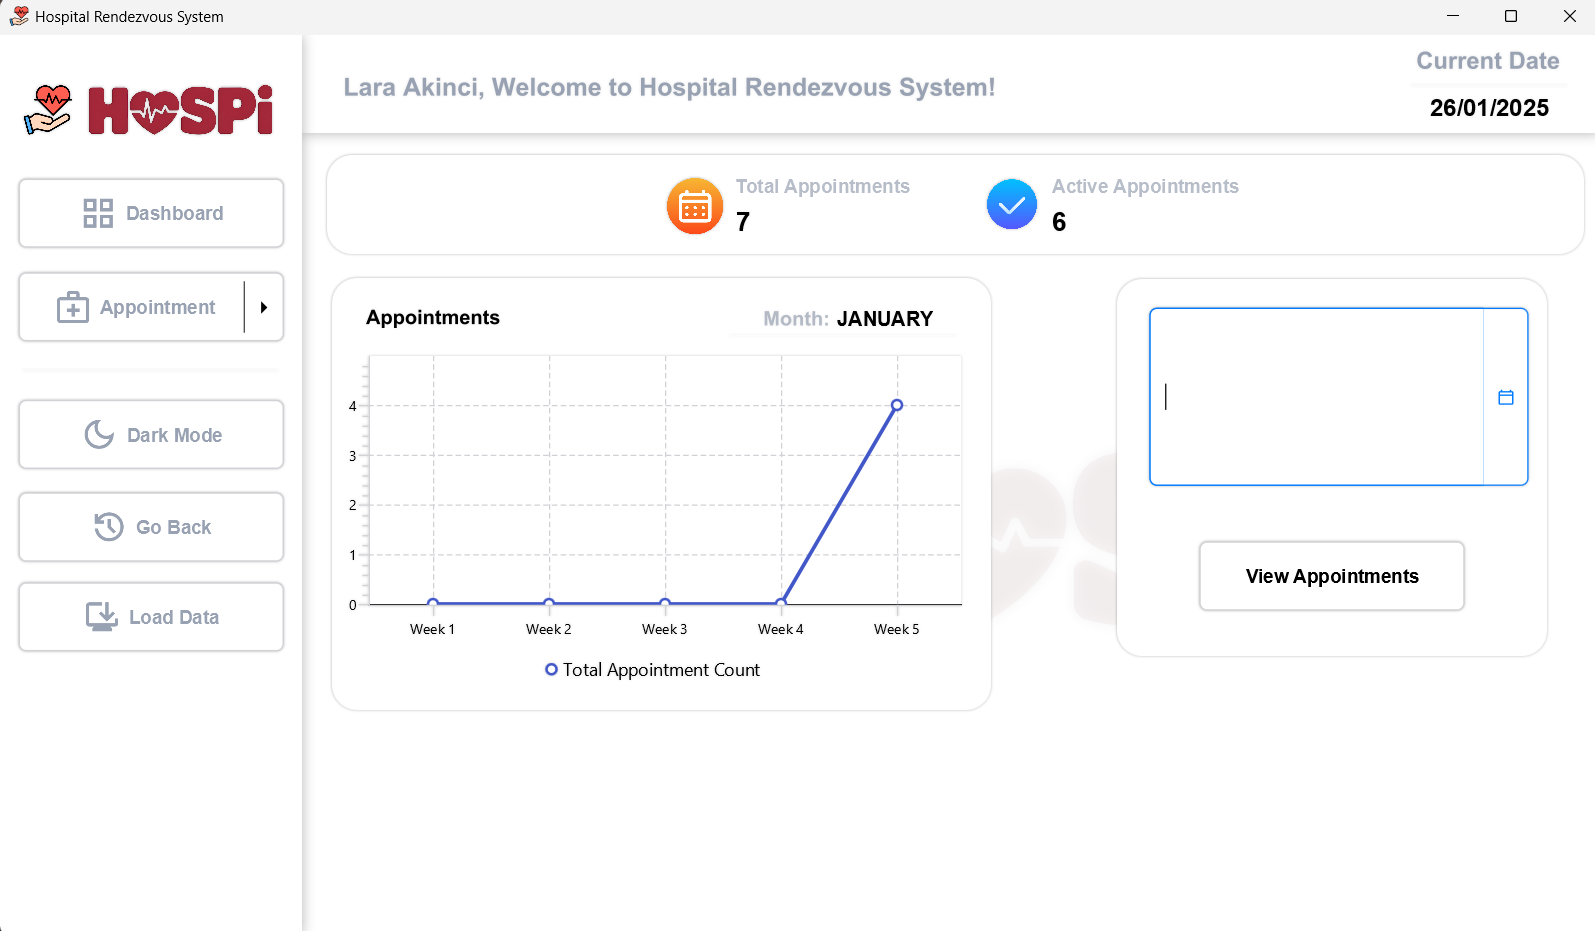 Hospital Rendezvous System
HOSPi
Lara Akinci, Welcome to Hospital Rendezvous System!
Current Date
26/01/2025
Dashboard
Appointment
Dark Mode
Go Back
Load Data
Total Appointments
7
Active Appointments
6
Appointments
Month: JANUARY
4
3
2
1
0
Week 1 Week 2 Week 3 Week 4 Week 5
Total Appointment Count
View Appointments